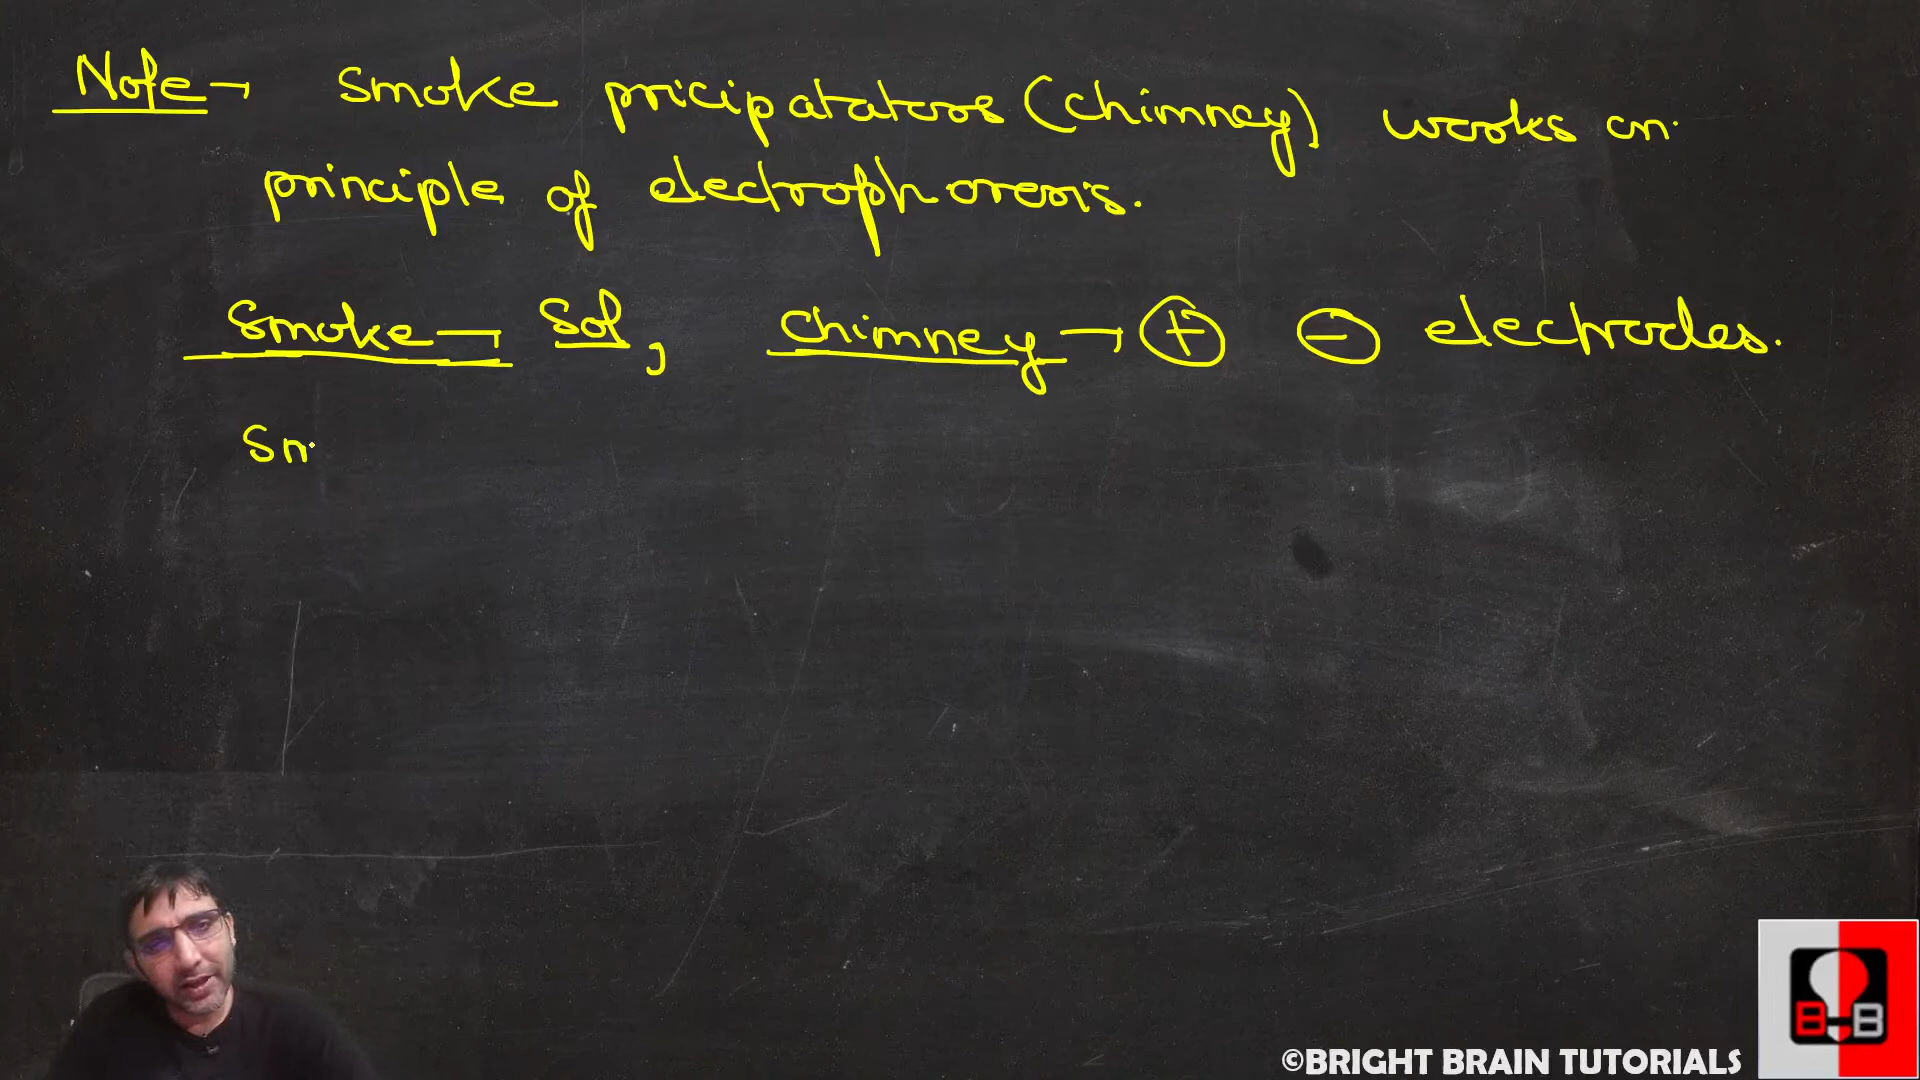 Note → Smoke pricipatators (chimney) works on
principle of electrophoresis.
Smoke → Sol, Chimney → + - electrodes.
Sm
©BRIGHT BRAIN TUTORIALS
B B